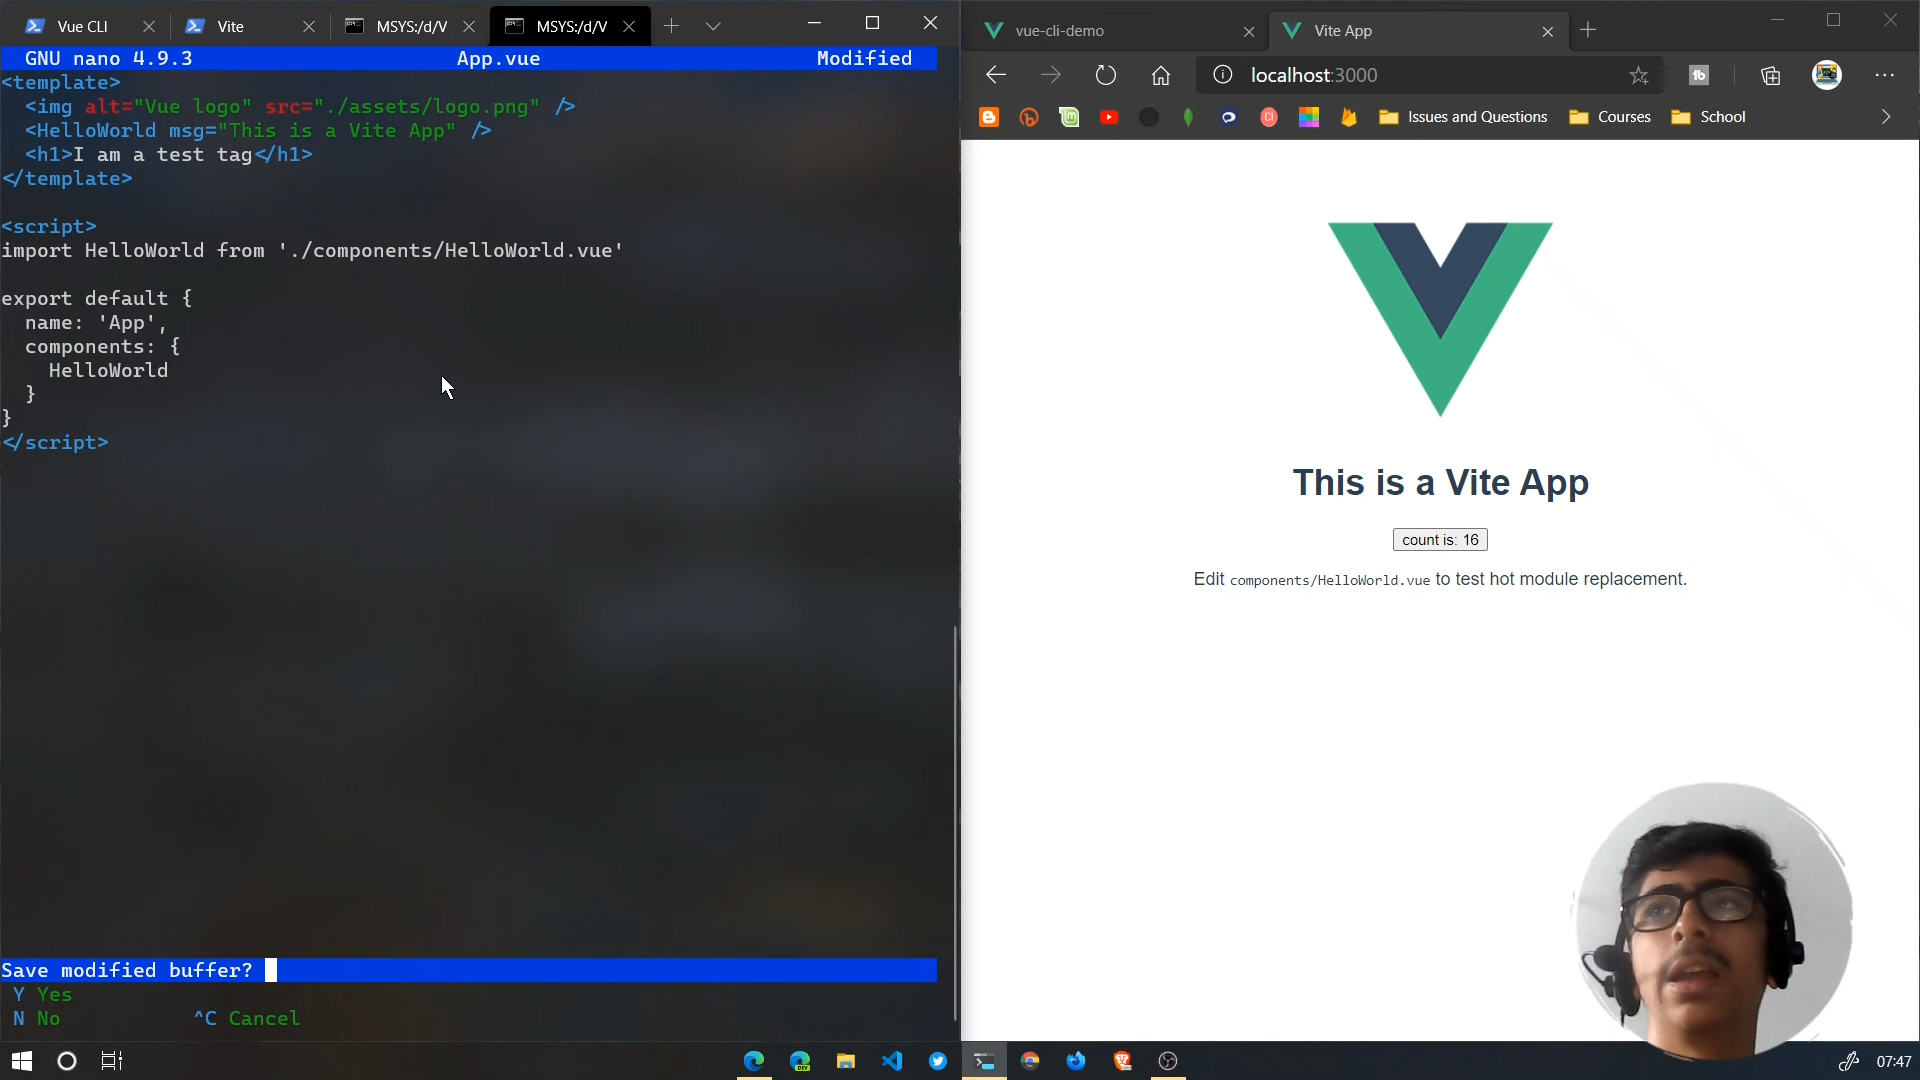 Vue CLI
Vite
MSYS:/d/V
MSYS:/d/V
GNU nano 4.9.3 App.vue Modified
<template>
<img alt="Vue logo" src="./assets/logo.png" />
<HelloWorld msg="This is a Vite App" />
<h1>I am a test tag</h1>
</template>
<script>
import HelloWorld from './components/HelloWorld.vue'
export default {
name: 'App',
components: {
HelloWorld
}
}
</script>
Save modified buffer?
Y Yes
N No ^C Cancel
vue-cli-demo
Vite App
localhost:3000
Issues and Questions
Courses
School
This is a Vite App
count is: 16
Edit components/HelloWorld.vue to test hot module replacement.
07:47